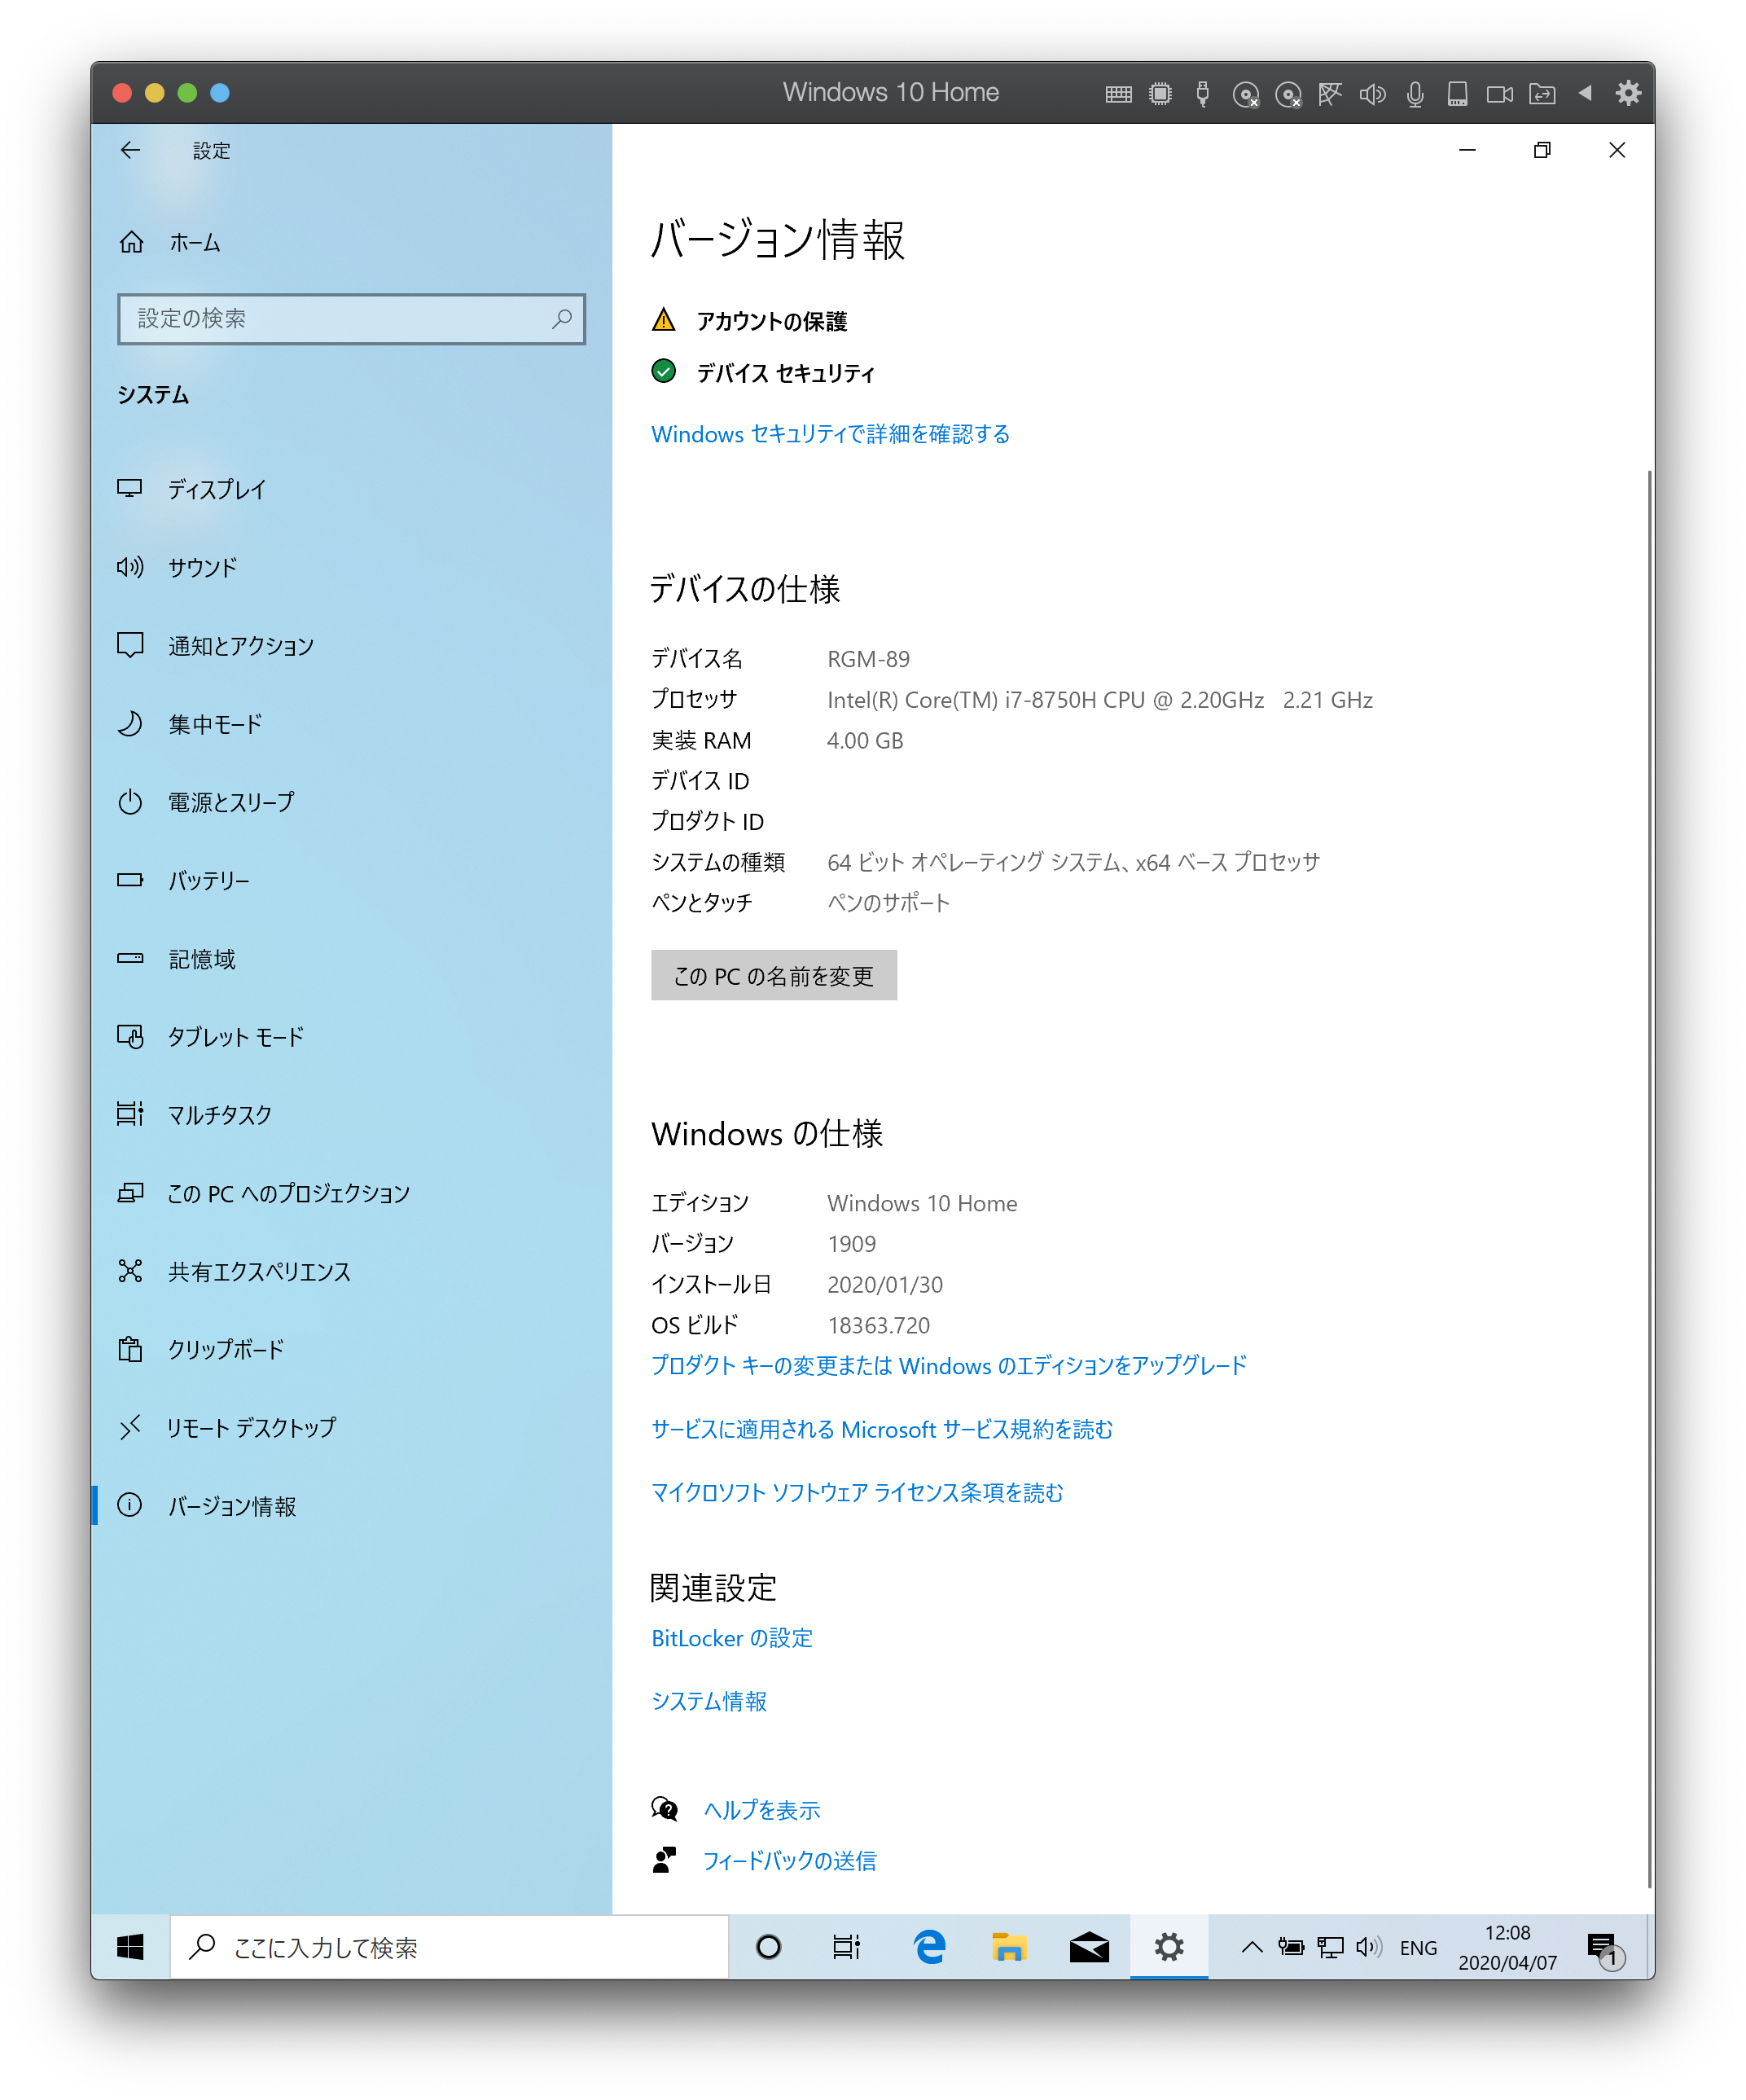 Windows 10 Home
設定
ホーム
設定の検索
システム
ディスプレイ
サウンド
通知とアクション
集中モード
電源とスリープ
バッテリー
記憶域
タブレット モード
マルチタスク
この PC へのプロジェクション
共有エクスペリエンス
クリップボード
リモート デスクトップ
バージョン情報
バージョン情報
アカウントの保護
デバイス セキュリティ
Windows セキュリティで詳細を確認する
デバイスの仕様
デバイス名 RGM-89
プロセッサ Intel(R) Core(TM) i7-8750H CPU @ 2.20GHz 2.21 GHz
実装 RAM 4.00 GB
デバイス ID
プロダクト ID
システムの種類 64 ビット オペレーティング システム、x64 ベース プロセッサ
ペンとタッチ ペンのサポート
この PC の名前を変更
Windows の仕様
エディション Windows 10 Home
バージョン 1909
インストール日 2020/01/30
OS ビルド 18363.720
プロダクト キーの変更または Windows のエディションをアップグレード
サービスに適用される Microsoft サービス規約を読む
マイクロソフト ソフトウェア ライセンス条項を読む
関連設定
BitLocker の設定
システム情報
ヘルプを表示
フィードバックの送信
ここに入力して検索
ENG
12:08
2020/04/07
1